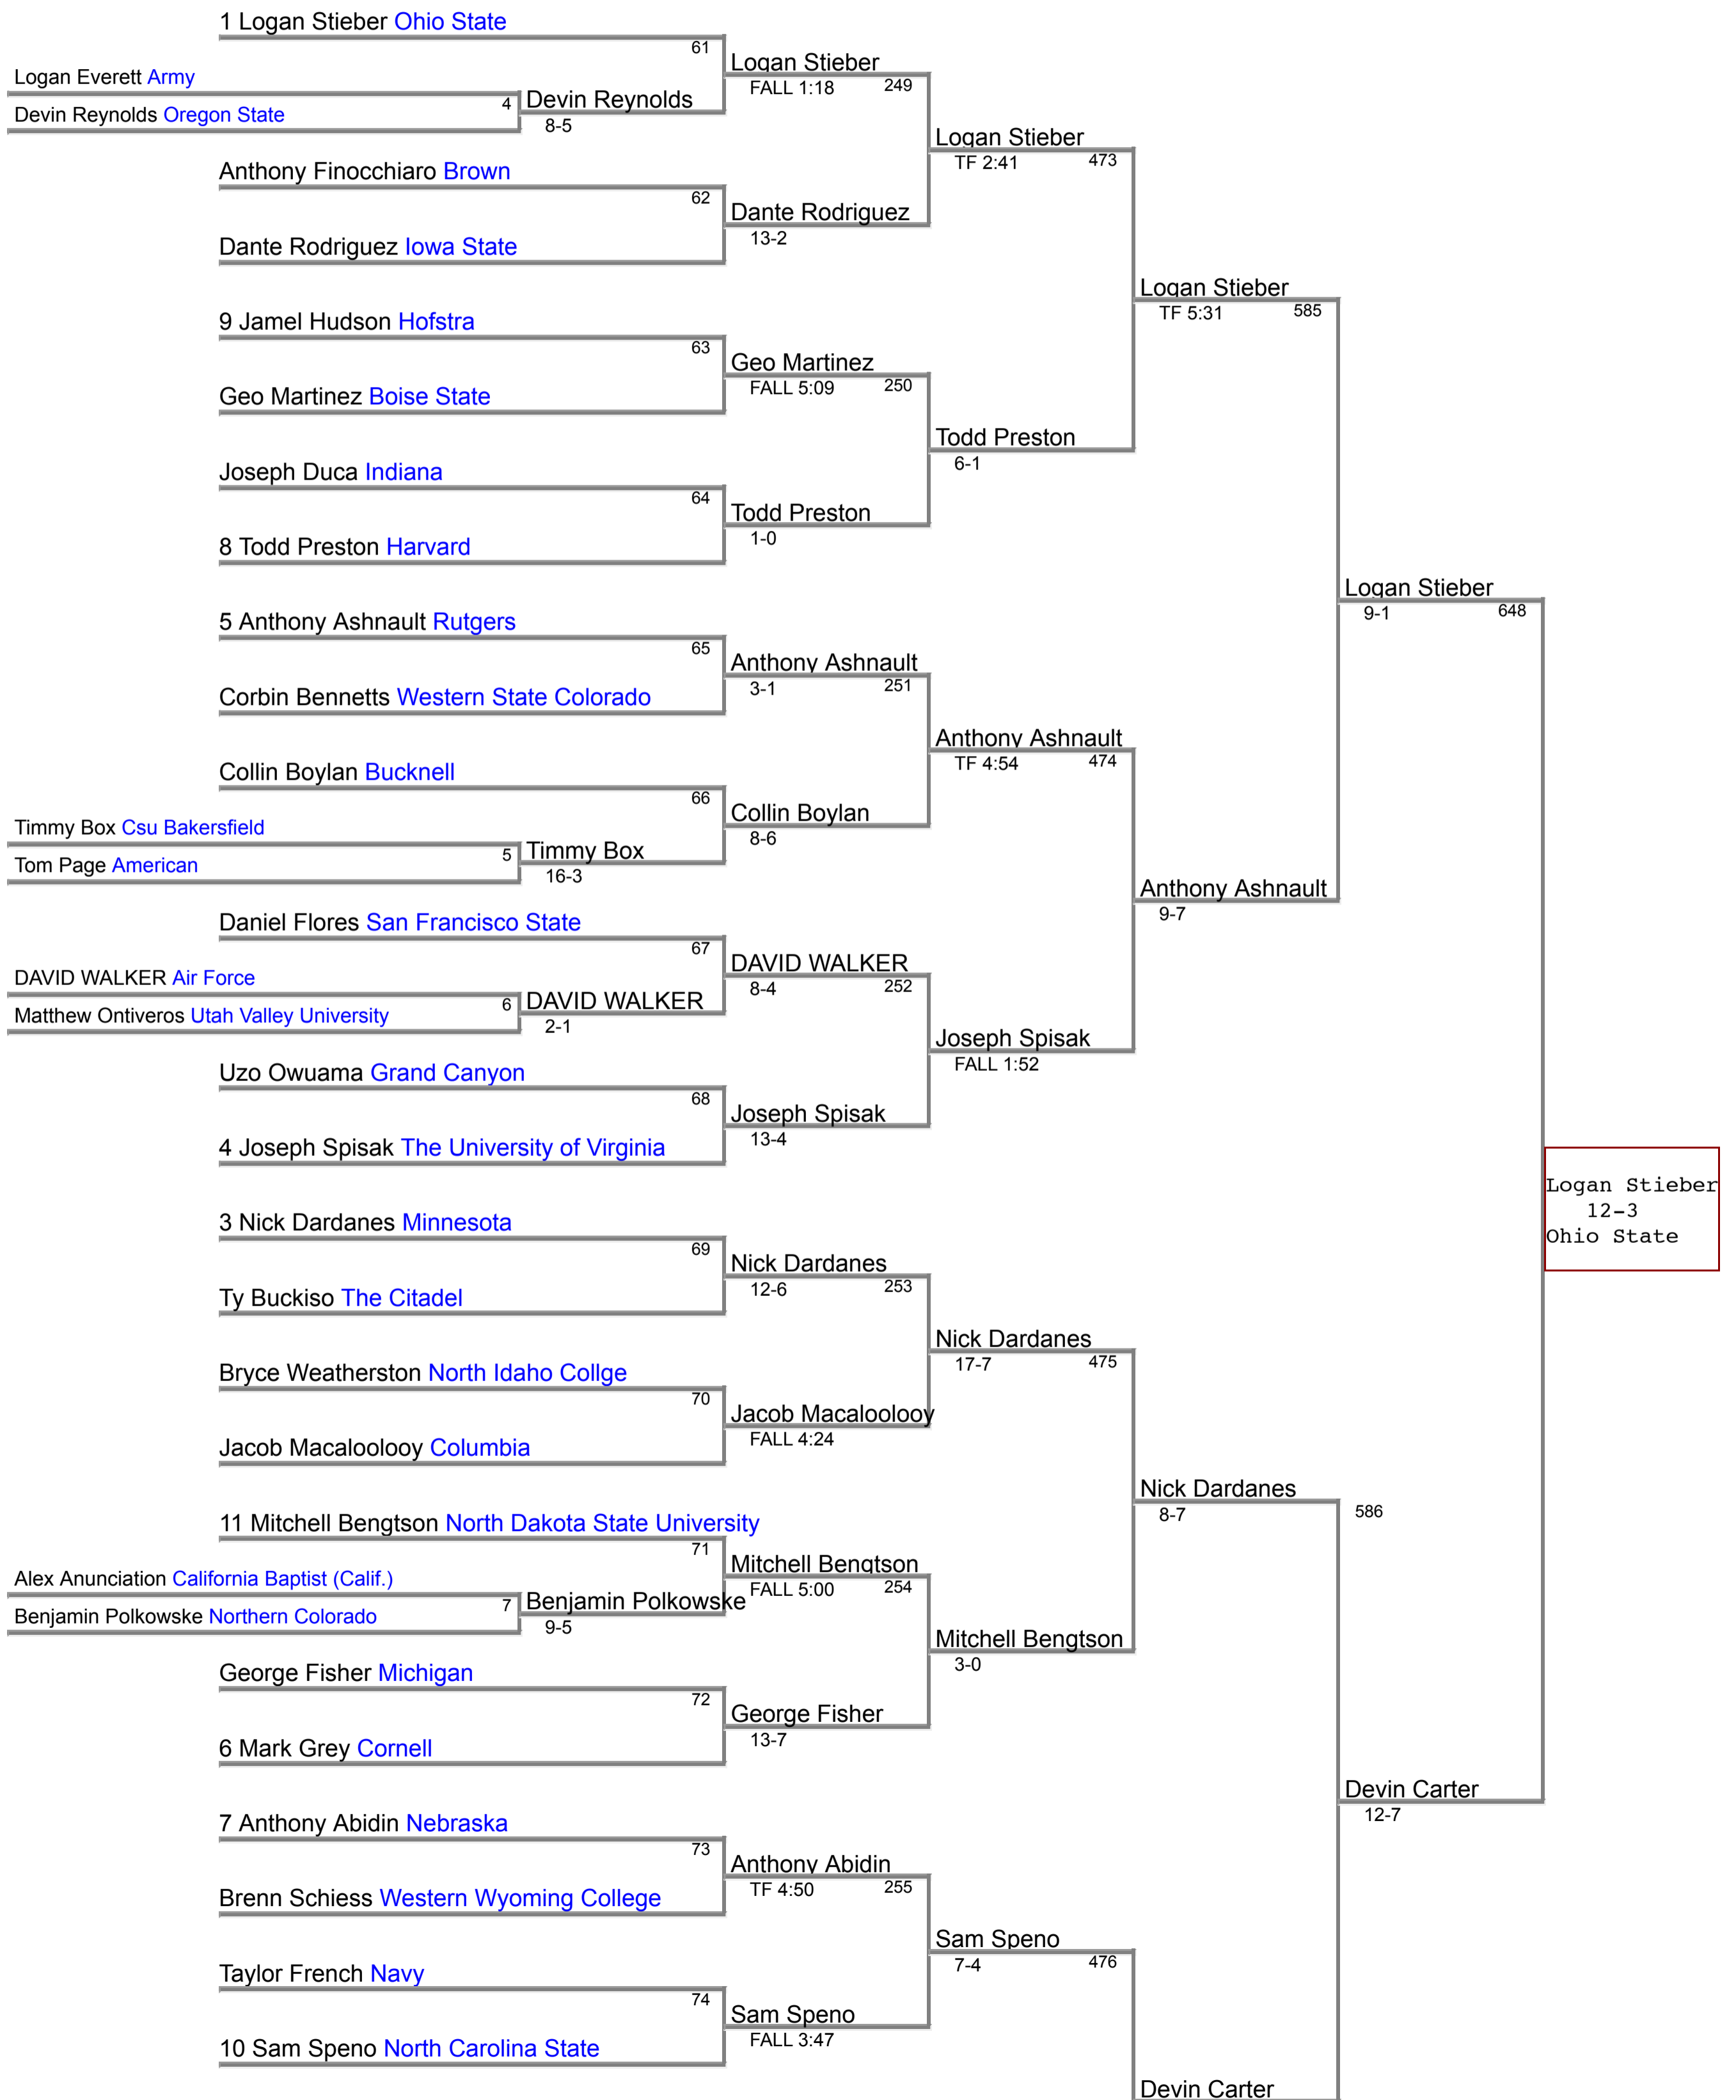 1 Logan Stieber Ohio State
61
Logan Stieber
FALL 1:18 249
Logan Everett Army
4 Devin Reynolds
Devin Reynolds Oregon State
8-5
Logan Stieber
TF 2:41 473
Anthony Finocchiaro Brown
62
Dante Rodriguez
13-2
Dante Rodriguez Iowa State
Logan Stieber
TF 5:31 585
9 Jamel Hudson Hofstra
63
Geo Martinez
FALL 5:09 250
Geo Martinez Boise State
Todd Preston
6-1
Joseph Duca Indiana
64
Todd Preston
1-0
8 Todd Preston Harvard
Logan Stieber
9-1 648
5 Anthony Ashnault Rutgers
65
Anthony Ashnault
3-1 251
Corbin Bennetts Western State Colorado
Anthony Ashnault
TF 4:54 474
Collin Boylan Bucknell
66
Collin Boylan
8-6
Timmy Box Csu Bakersfield
5 Timmy Box
Tom Page American
16-3
Anthony Ashnault
9-7
Daniel Flores San Francisco State
67
DAVID WALKER
8-4 252
DAVID WALKER Air Force
6 DAVID WALKER
Matthew Ontiveros Utah Valley University
2-1
Joseph Spisak
FALL 1:52
Uzo Owuama Grand Canyon
68
Joseph Spisak
13-4
4 Joseph Spisak The University of Virginia
Logan Stieber
12-3
Ohio State
3 Nick Dardanes Minnesota
69
Nick Dardanes
12-6 253
Ty Buckiso The Citadel
Nick Dardanes
17-7 475
Bryce Weatherston North Idaho Collge
70
Jacob Macaloolooy
FALL 4:24
Jacob Macaloolooy Columbia
Nick Dardanes
8-7 586
11 Mitchell Bengtson North Dakota State University
71
Mitchell Bengtson
FALL 5:00 254
Alex Anunciation California Baptist (Calif.)
7 Benjamin Polkowske
Benjamin Polkowske Northern Colorado
9-5
Mitchell Bengtson
3-0
George Fisher Michigan
72
George Fisher
13-7
6 Mark Grey Cornell
Devin Carter
12-7
7 Anthony Abidin Nebraska
73
Anthony Abidin
TF 4:50 255
Brenn Schiess Western Wyoming College
Sam Speno
7-4 476
Taylor French Navy
74
Sam Speno
FALL 3:47
10 Sam Speno North Carolina State
Devin Carter